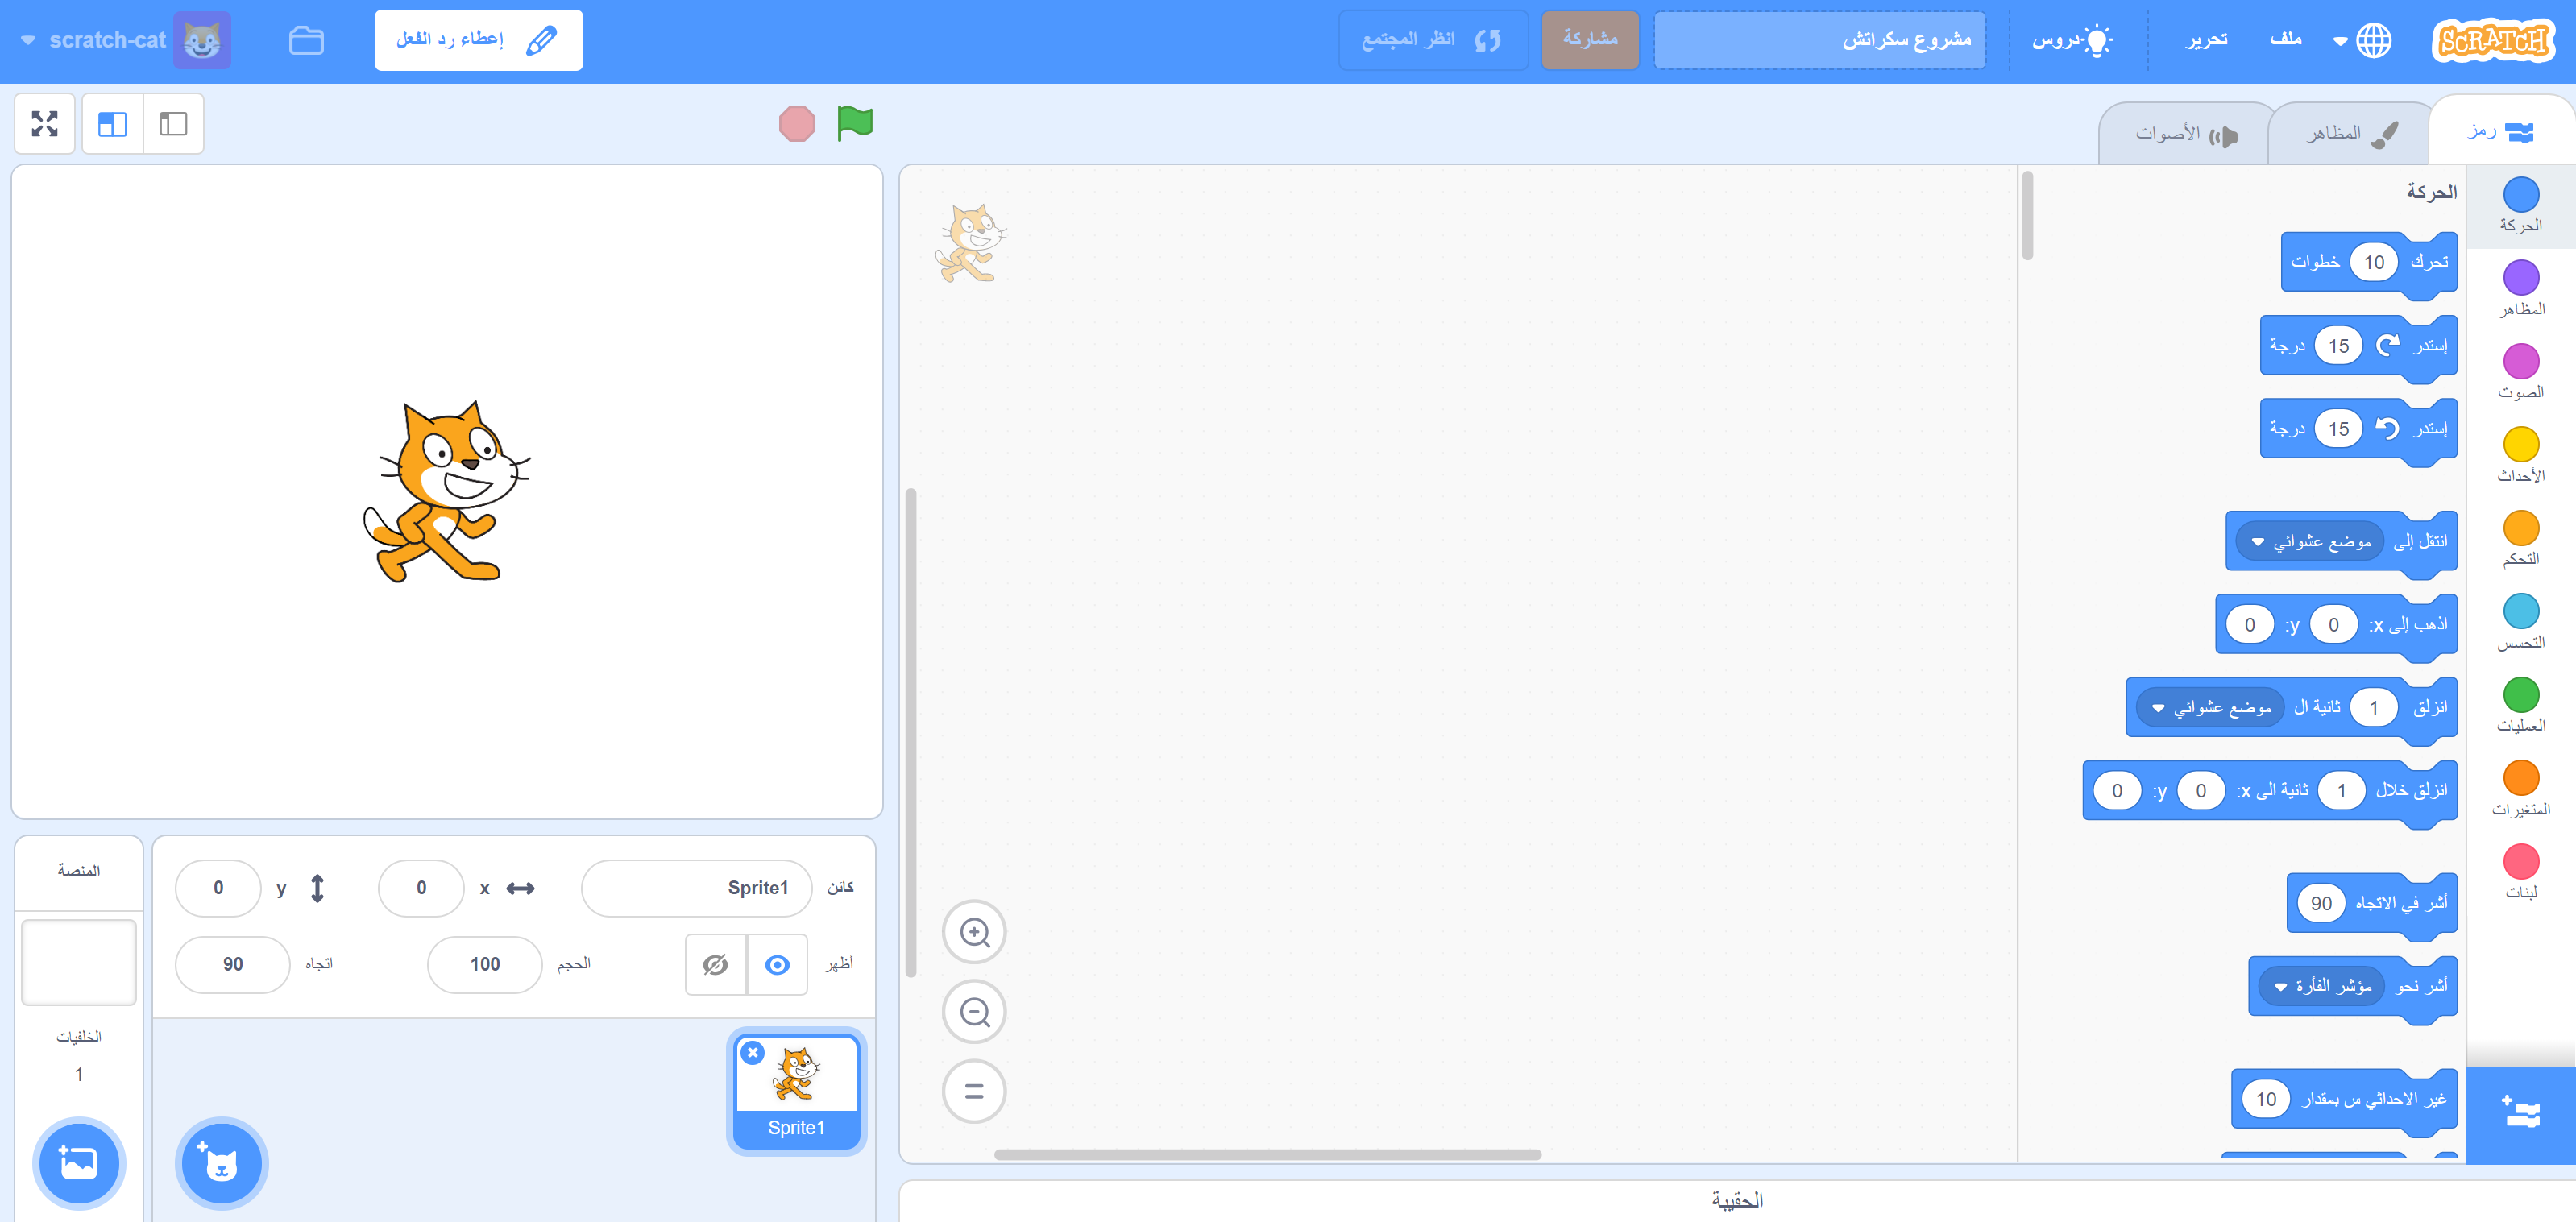 SCRATCH
ملف
تحرير
دروس
مشروع سكراتش
مشاركة
انظر المجتمع
إعطاء رد الفعل
scratch-cat
رمز
المظاهر
الأصوات
الحركة
المظاهر
الصوت
الأحداث
التحكم
التحسس
العمليات
المتغيرات
لبنات
الحركة
تحرك 10 خطوات
إستدر 15 درجة
إستدر 15 درجة
انتقل إلى موضع عشوائي
اذهب إلى x: 0 y: 0
انزلق 1 ثانية ال موضع عشوائي
انزلق خلال 1 ثانية الى x: 0 y: 0
أشر في الاتجاه 90
أشر نحو مؤشر الفأرة
غير الاحداثي س بمقدار 10
الحقيبة
كائن Sprite1 x 0 y 0
أظهر الحجم 100 اتجاه 90
Sprite1
المنصة
الخلفيات
1